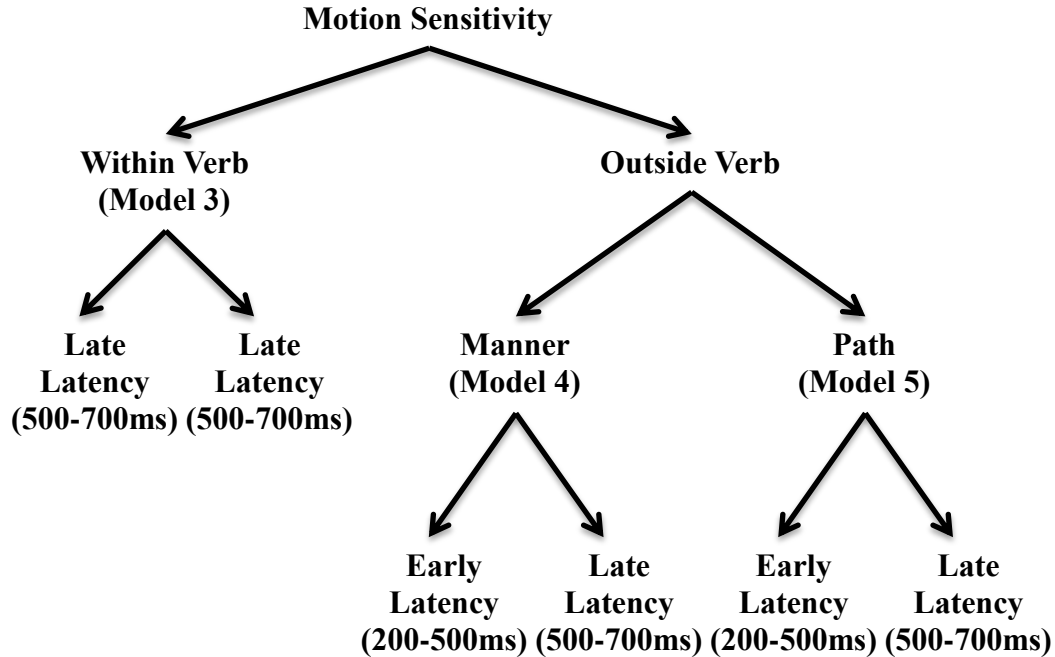 Motion Sensitivity
Within Verb
(Model 3)
Outside Verb
Late
Latency
(500-700ms)
Late
Latency
(500-700ms)
Manner
(Model 4)
Path
(Model 5)
Early
Latency
(200-500ms)
Late
Latency
(500-700ms)
Early
Latency
(200-500ms)
Late
Latency
(500-700ms)